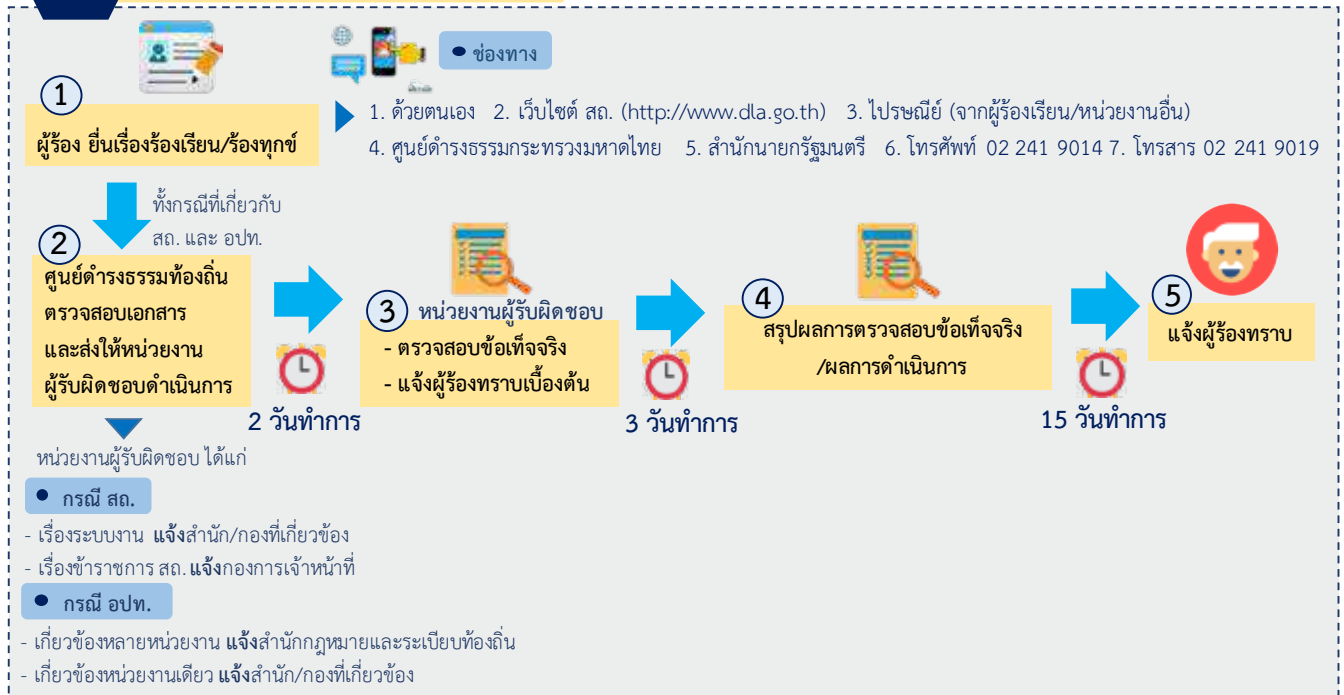 ● ช่องทาง
1
ผู้ร้อง ยื่นเรื่องร้องเรียน/ร้องทุกข์
1. ด้วยตนเอง 2. เว็บไซต์ สถ. (http://www.dla.go.th) 3. ไปรษณีย์ (จากผู้ร้องเรียน/หน่วยงานอื่น)
4. ศูนย์ดำรงธรรมกระทรวงมหาดไทย 5. สำนักนายกรัฐมนตรี 6. โทรศัพท์ 02 241 9014 7. โทรสาร 02 241 9019
ทั้งกรณีที่เกี่ยวกับ
สถ. และ อปท.
2
ศูนย์ดำรงธรรมท้องถิ่น
ตรวจสอบเอกสาร
และส่งให้หน่วยงาน
ผู้รับผิดชอบดำเนินการ
2 วันทำการ
3 หน่วยงานผู้รับผิดชอบ
- ตรวจสอบข้อเท็จจริง
- แจ้งผู้ร้องทราบเบื้องต้น
3 วันทำการ
4
สรุปผลการตรวจสอบข้อเท็จจริง
/ผลการดำเนินการ
15 วันทำการ
5
แจ้งผู้ร้องทราบ
หน่วยงานผู้รับผิดชอบ ได้แก่
● กรณี สถ.
- เรื่องระบบงาน แจ้งสำนัก/กองที่เกี่ยวข้อง
- เรื่องข้าราชการ สถ. แจ้งกองการเจ้าหน้าที่
● กรณี อปท.
- เกี่ยวข้องหลายหน่วยงาน แจ้งสำนักกฎหมายและระเบียบท้องถิ่น
- เกี่ยวข้องหน่วยงานเดียว แจ้งสำนัก/กองที่เกี่ยวข้อง